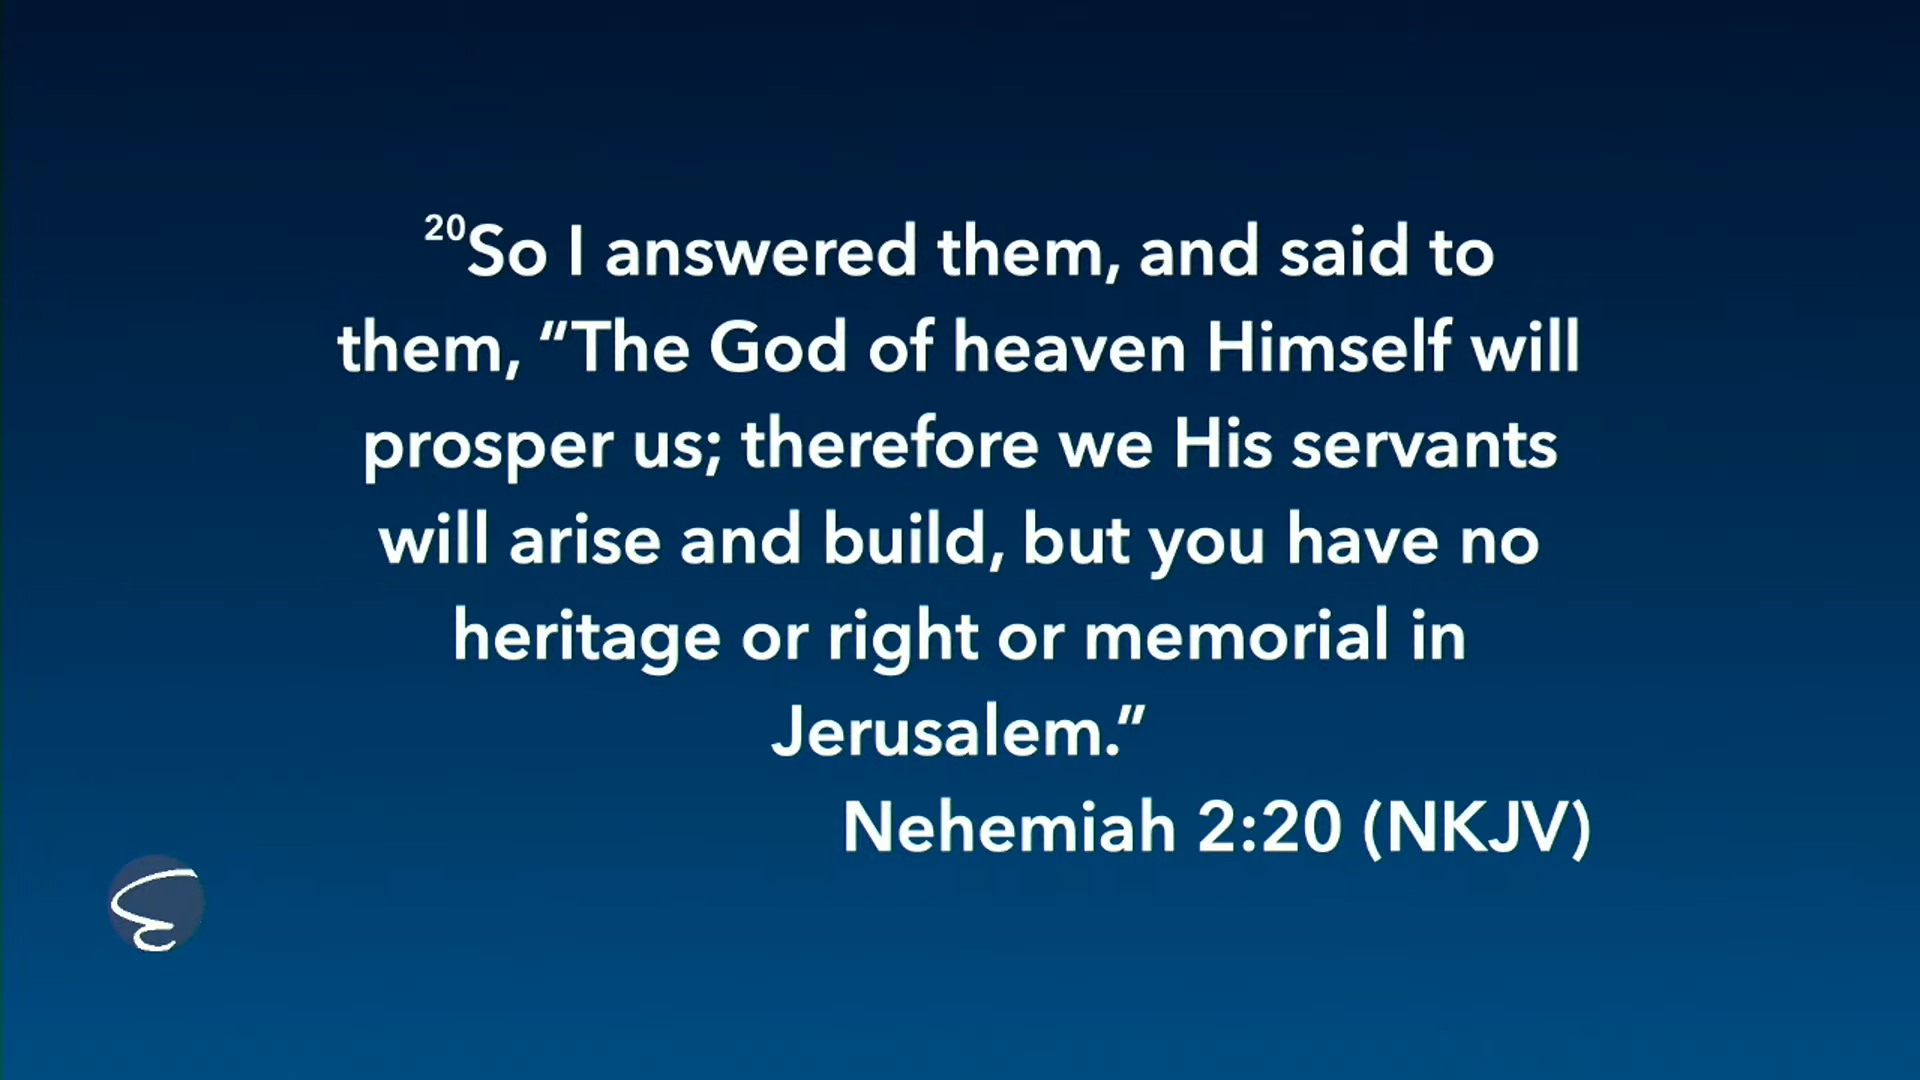 20So I answered them, and said to
them, “The God of heaven Himself will
prosper us; therefore we His servants
will arise and build, but you have no
heritage or right or memorial in
Jerusalem.”
Nehemiah 2:20 (NKJV)